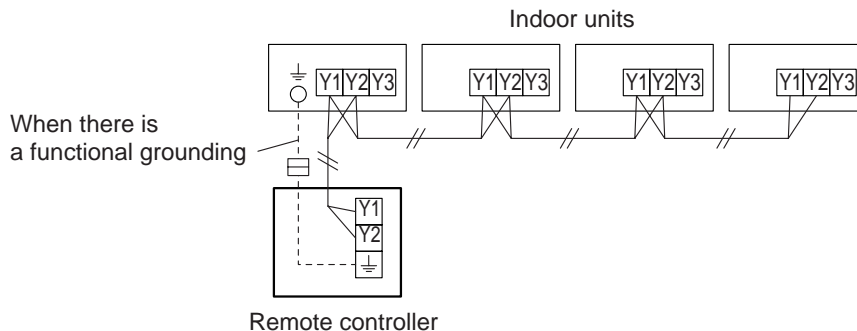 Indoor units
Y1 Y2 Y3 Y1 Y2 Y3 Y1 Y2 Y3 Y1 Y2 Y3
When there is
a functional grounding
Y1
Y2
Remote controller